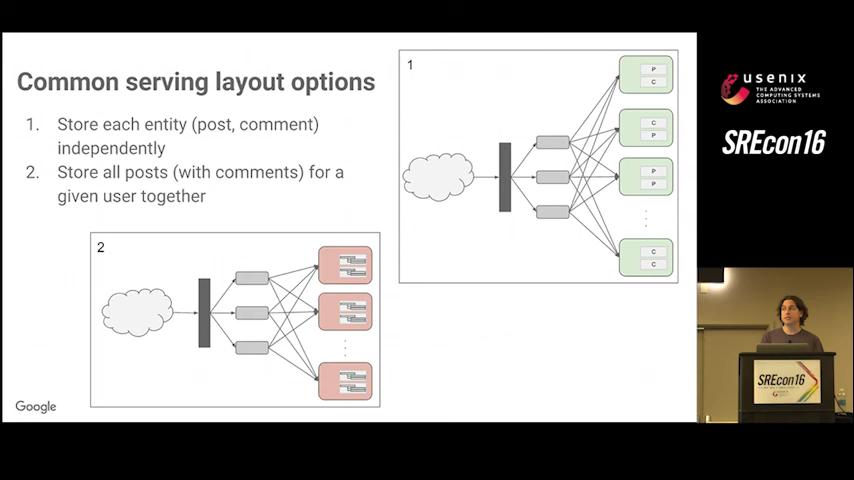 Common serving layout options
1. Store each entity (post, comment)
independently
2. Store all posts (with comments) for a
given user together
1
P
C
C
P
P
P
C
C
2
Google
usenix
THE ADVANCED
COMPUTING SYSTEMS
ASSOCIATION
SREcon16
SREcon16